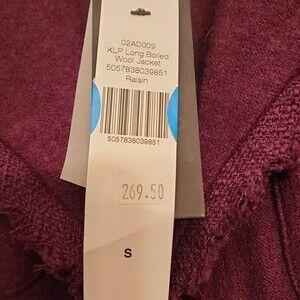 02AD009
KLP Long Boiled
Wool Jacket
5057838039851
Raisin
5057838039851
269.50
S